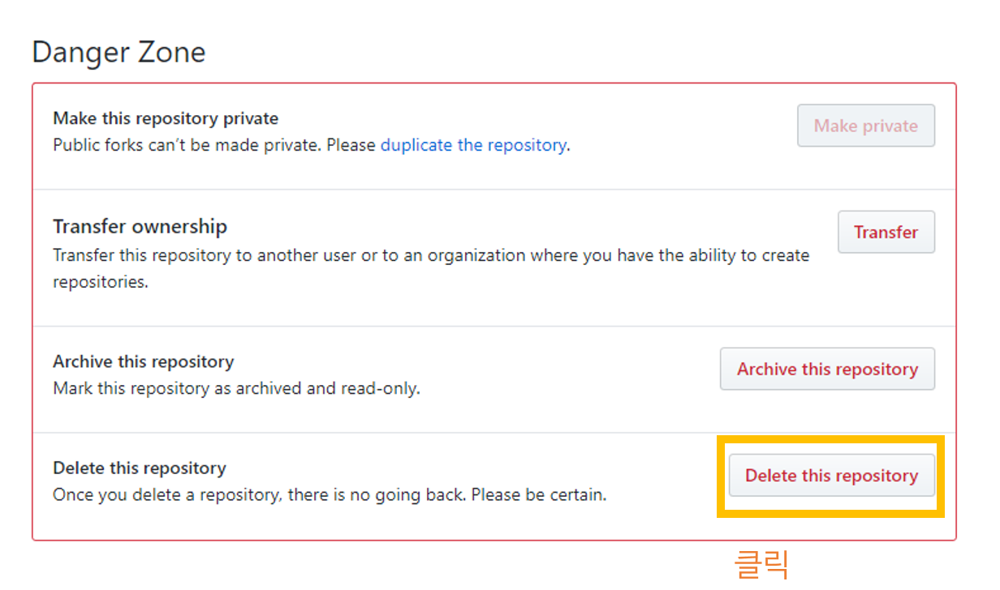 Danger Zone
Make this repository private
Public forks can't be made private. Please duplicate the repository.
Make private
Transfer ownership
Transfer this repository to another user or to an organization where you have the ability to create
repositories.
Transfer
Archive this repository
Mark this repository as archived and read-only.
Archive this repository
Delete this repository
Once you delete a repository, there is no going back. Please be certain.
Delete this repository
클릭